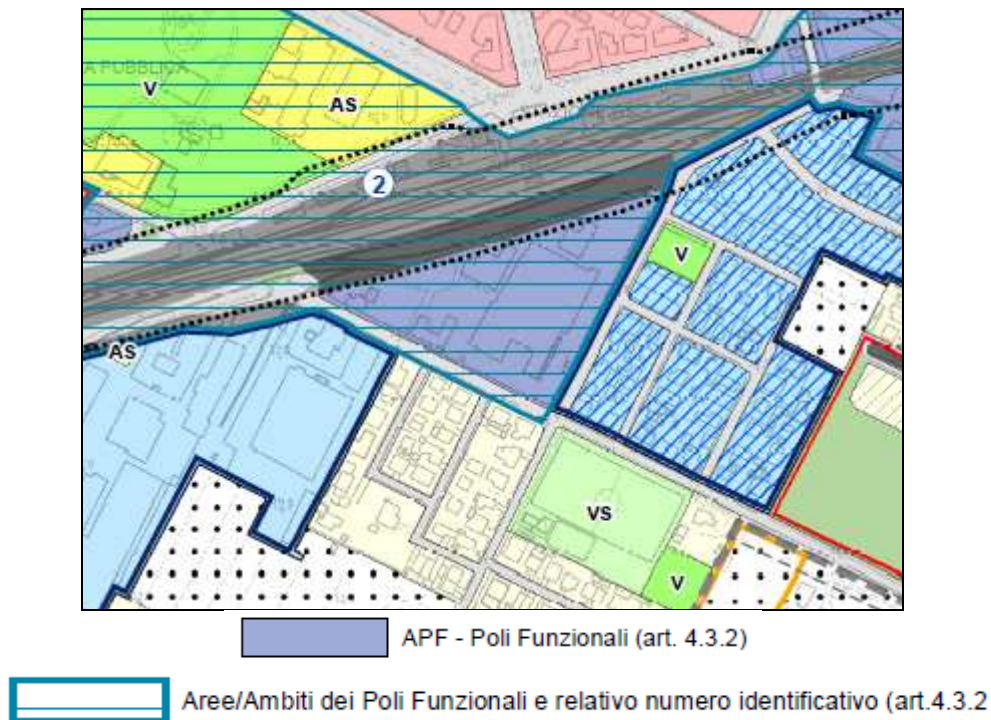 A PUBBLICA
V
AS
2
V
AS
VS
V
APF - Poli Funzionali (art. 4.3.2)
Aree/Ambiti dei Poli Funzionali e relativo numero identificativo (art.4.3.2